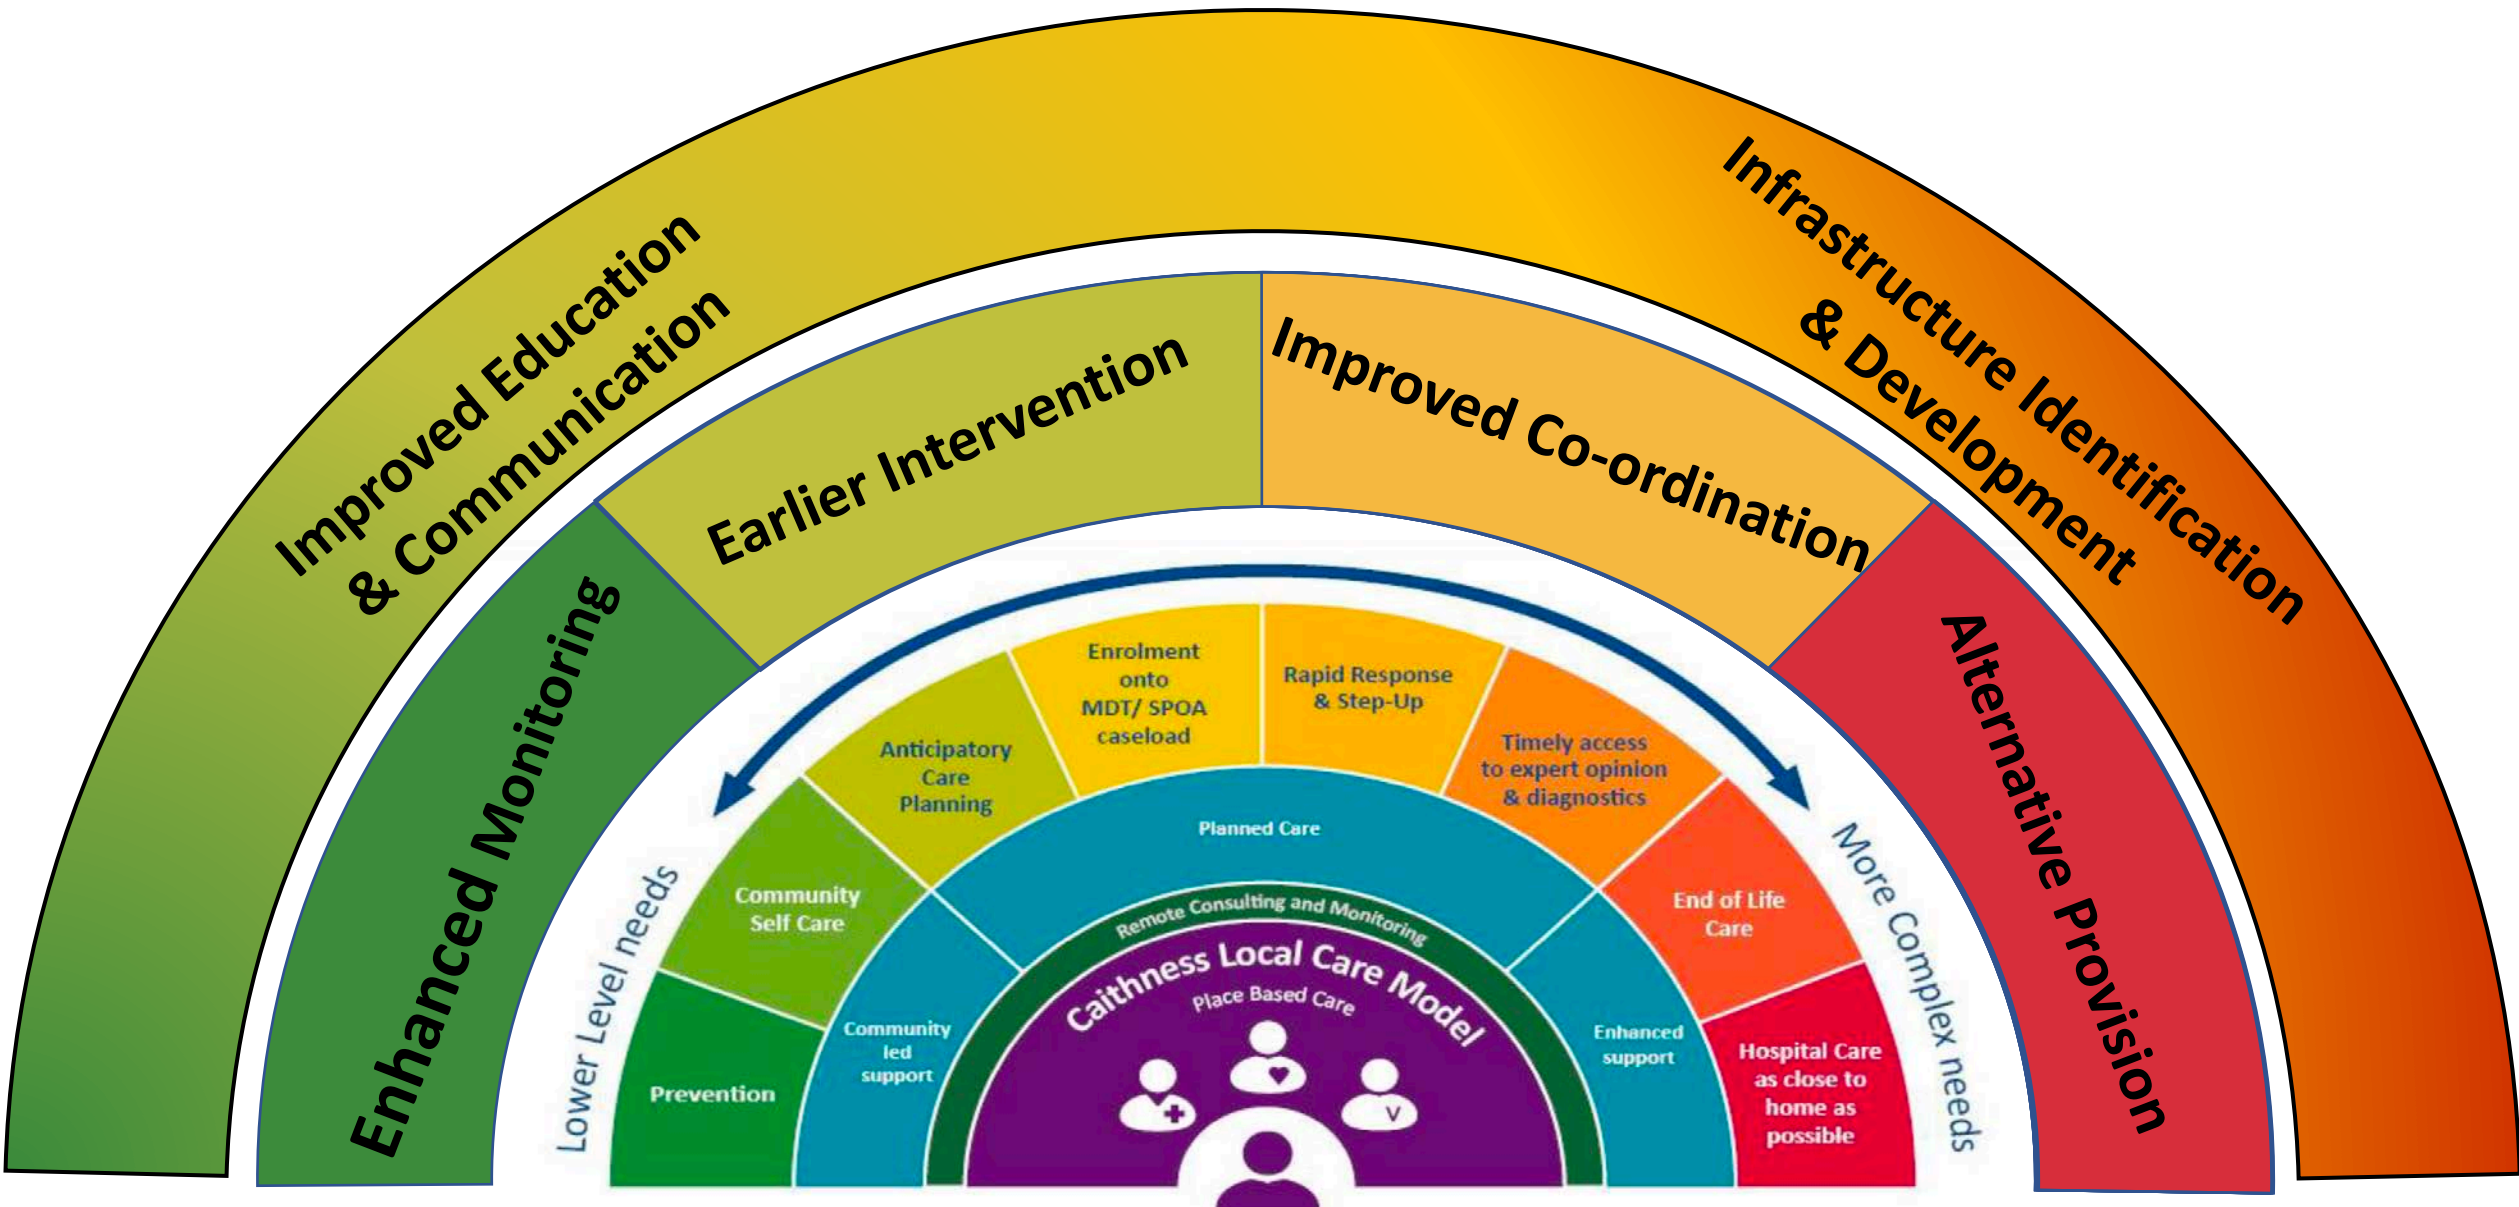 Improved Education
& Communication
Infrastructure Identification
& Development
Enhanced Monitoring
Earlier Intervention
Improved Co-ordination
Alternative Provision
Lower Level needs
More Complex needs
Prevention
Community
Self Care
Anticipatory
Care
Planning
Enrolment
onto
MDT/ SPOA
caseload
Rapid Response
& Step-Up
Timely access
to expert opinion
& diagnostics
End of Life
Care
Hospital Care
as close to
home as
possible
Community
led
support
Planned Care
Enhanced
support
Remote Consulting and Monitoring
Caithness Local Care Model
Place Based Care
V